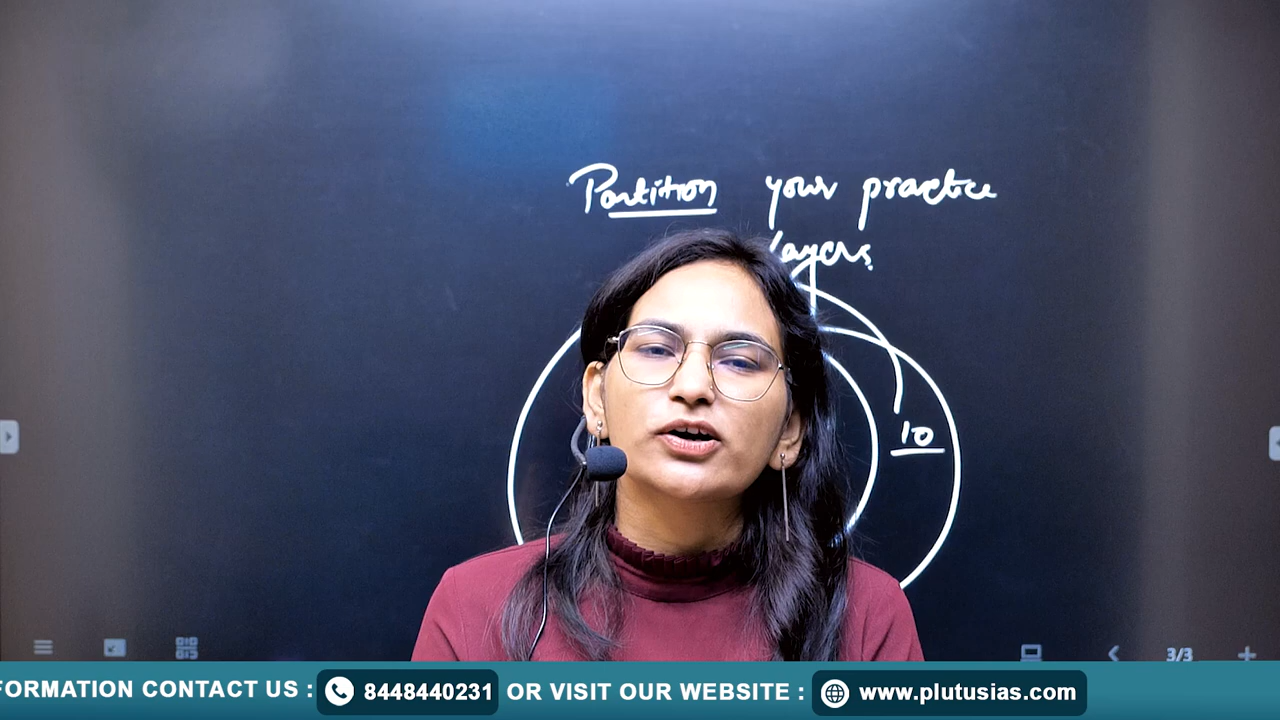 Partition your practice
layers
10
3/3
FORMATION CONTACT US : 8448440231 OR VISIT OUR WEBSITE : www.plutusias.com